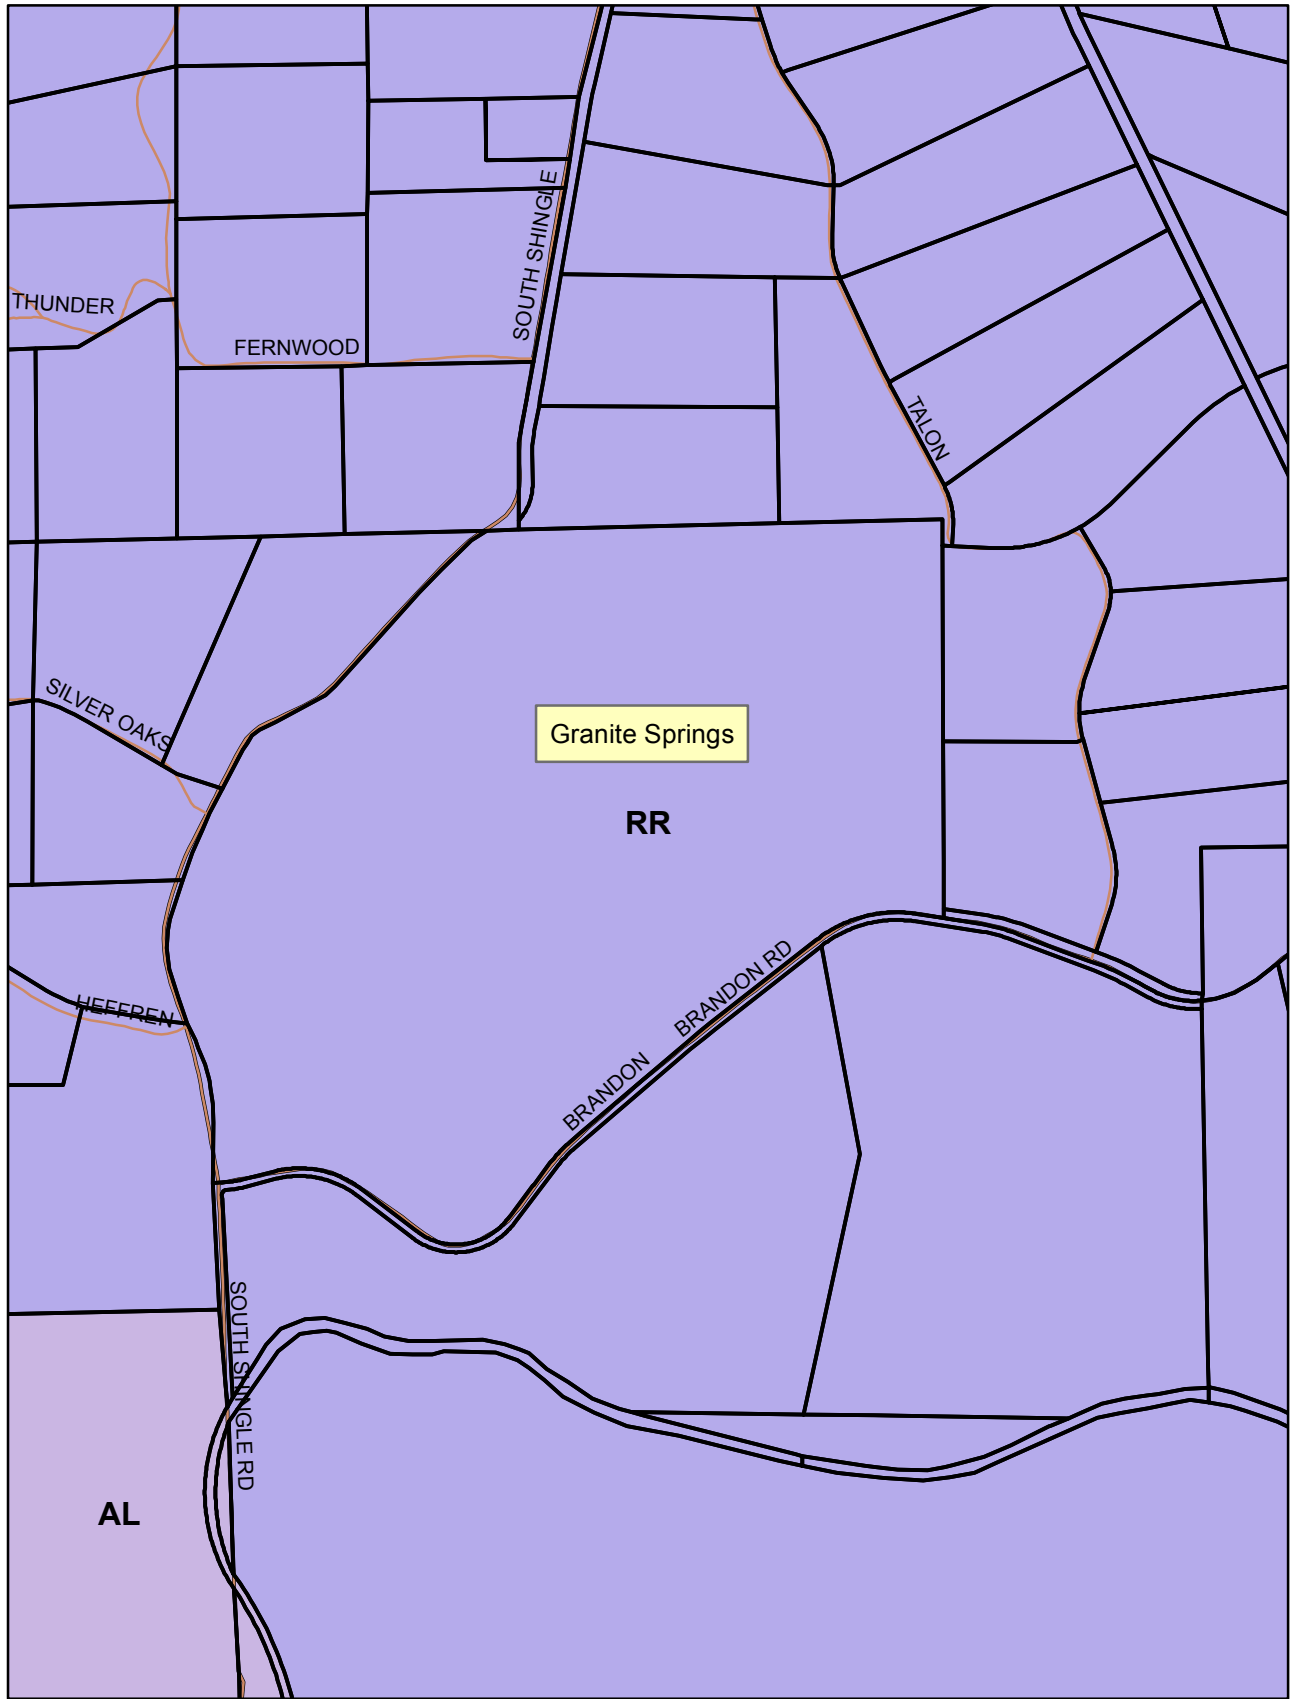 SOUTH SHINGLE
THUNDER
FERNWOOD
TALON
SILVER OAKS
Granite Springs
RR
BRANDON RD
HEFFREN
BRANDON
SOUTH SHINGLE RD
AL